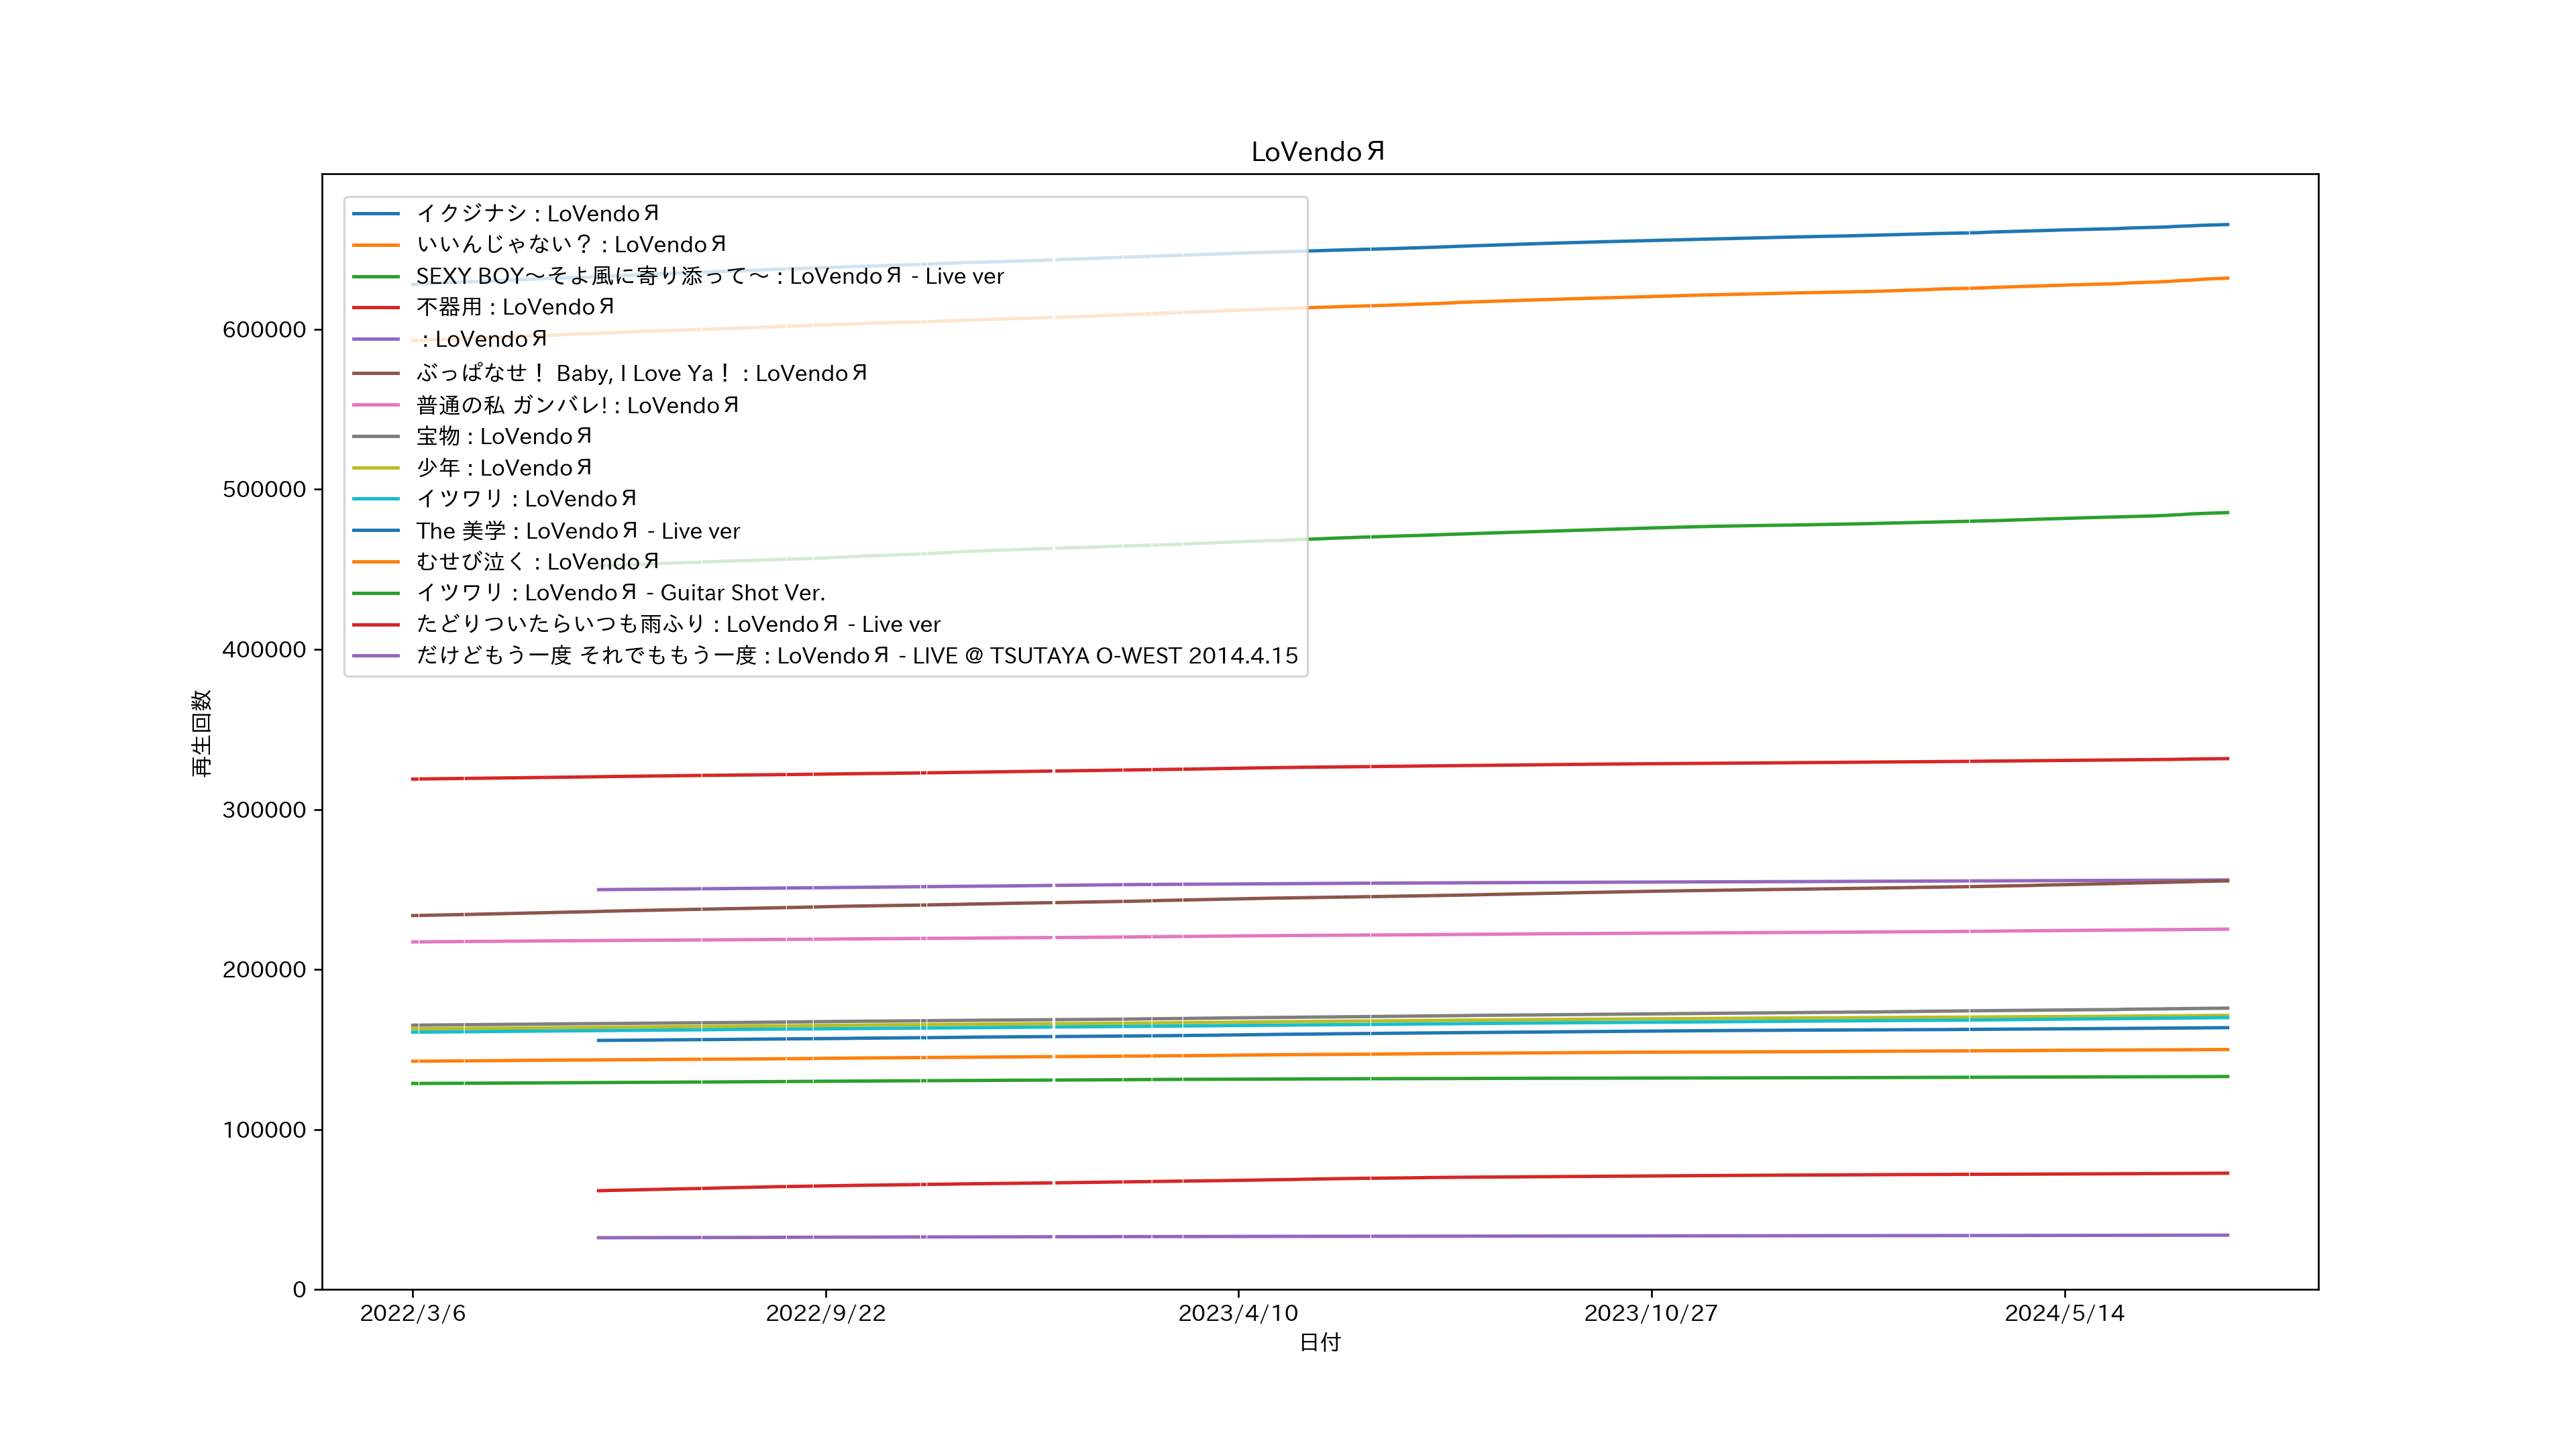 LoVendoЯ
イクジナシ : LoVendoЯ
いいんじゃない？ : LoVendoЯ
SEXY BOY～そよ風に寄り添って～ : LoVendoЯ - Live ver
不器用 : LoVendoЯ
: LoVendoЯ
ぶっぱなせ！ Baby, I Love Ya！ : LoVendoЯ
普通の私 ガンバレ! : LoVendoЯ
宝物 : LoVendoЯ
少年 : LoVendoЯ
イツワリ : LoVendoЯ
The 美学 : LoVendoЯ - Live ver
むせび泣く : LoVendoЯ
イツワリ : LoVendoЯ - Guitar Shot Ver.
たどりついたらいつも雨ふり : LoVendoЯ - Live ver
だけどもう一度 それでももう一度 : LoVendoЯ - LIVE @ TSUTAYA O-WEST 2014.4.15
再生回数
600000
500000
400000
300000
200000
100000
0
2022/3/6
2022/9/22
2023/4/10
2023/10/27
2024/5/14
日付